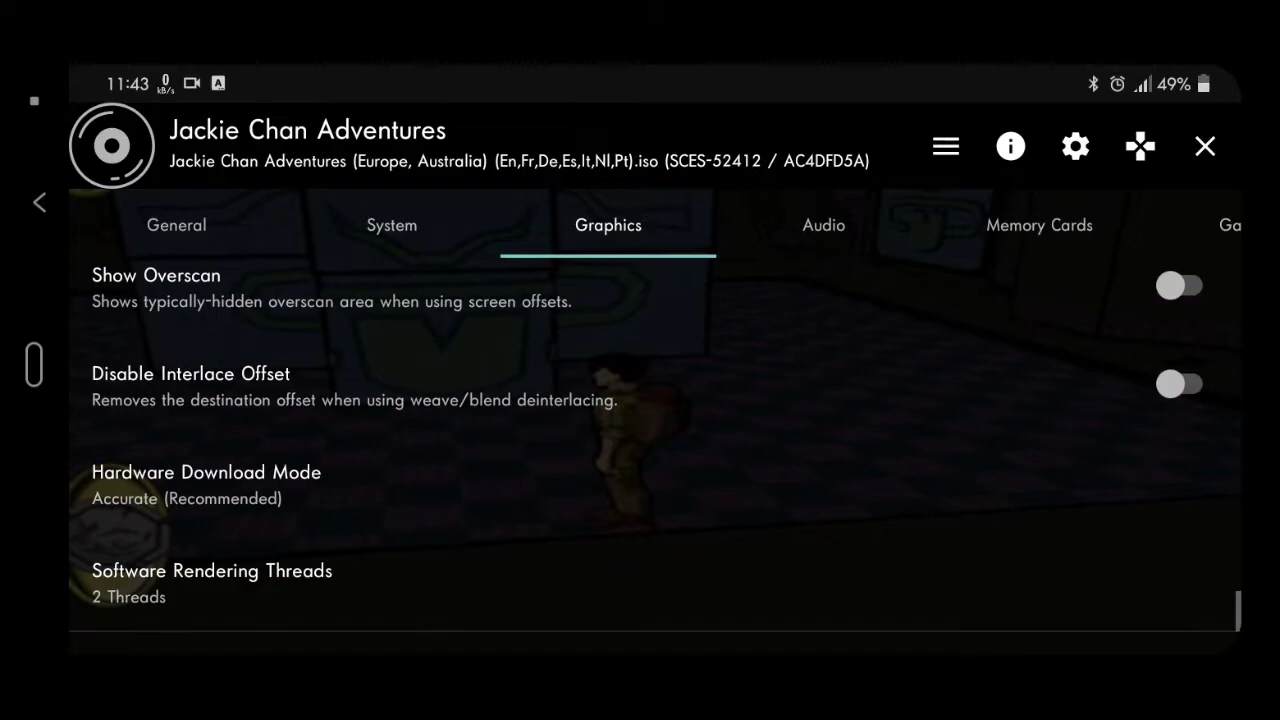 11:43 0 kB/s A 49%
Jackie Chan Adventures
Jackie Chan Adventures (Europe, Australia) (En,Fr,De,Es,It,Nl,Pt).iso (SCES-52412 / AC4DFD5A)
General System Graphics Audio Memory Cards Ga
Show Overscan
Shows typically-hidden overscan area when using screen offsets.
Disable Interlace Offset
Removes the destination offset when using weave/blend deinterlacing.
Hardware Download Mode
Accurate (Recommended)
Software Rendering Threads
2 Threads